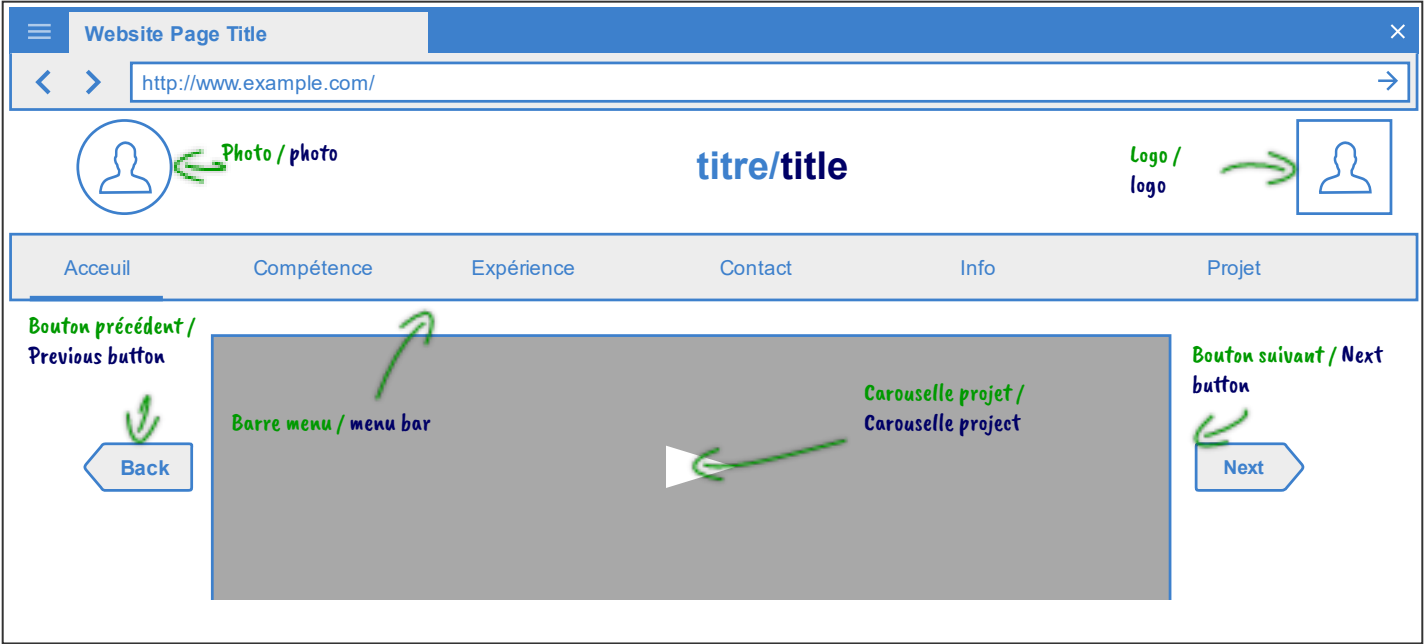 Website Page Title
http://www.example.com/
Photo / photo
titre/title
Logo /
logo
Acceuil
Compétence
Expérience
Contact
Info
Projet
Bouton précédent /
Previous button
Bouton suivant / Next
button
Carouselle projet /
Carouselle project
Barre menu / menu bar
Back
Next